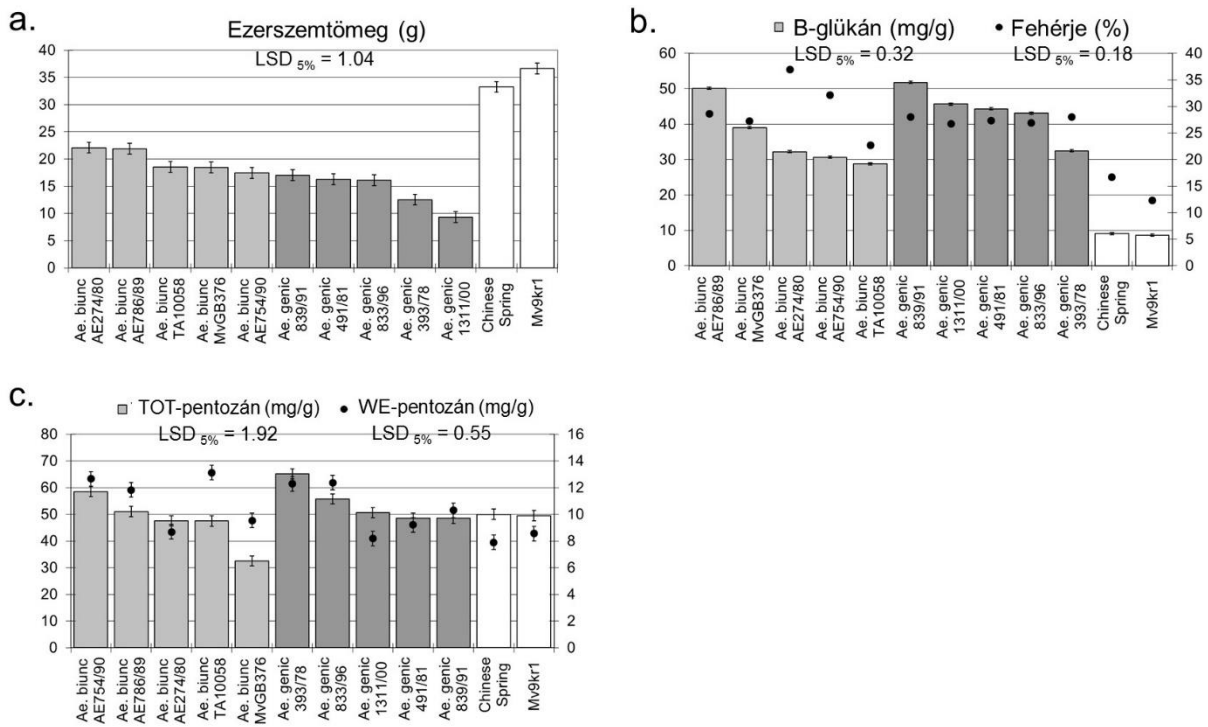 a.
Ezerszemtömeg (g)
LSD 5% = 1.04
40
35
30
25
20
15
10
5
0
Ae. biunc AE274/80
Ae. biunc AE786/89
Ae. biunc TA10058
Ae. biunc MvGB376
Ae. biunc AE754/90
Ae. genic 839/91
Ae. genic 491/81
Ae. genic 833/96
Ae. genic 393/78
Ae. genic 1311/00
Chinese Spring
Mv9kr1
b.
B-glükán (mg/g) Fehérje (%)
LSD 5% = 0.32 LSD 5% = 0.18
60
50
40
30
20
10
0
40
35
30
25
20
15
10
5
0
Ae. biunc AE786/89
Ae. biunc MvGB376
Ae. biunc AE274/80
Ae. biunc AE754/90
Ae. biunc TA10058
Ae. genic 839/91
Ae. genic 1311/00
Ae. genic 491/81
Ae. genic 833/96
Ae. genic 393/78
Chinese Spring
Mv9kr1
c.
TOT-pentozán (mg/g) WE-pentozán (mg/g)
LSD 5% = 1.92 LSD 5% = 0.55
80
70
60
50
40
30
20
10
0
16
14
12
10
8
6
4
2
0
Ae. biunc AE754/90
Ae. biunc AE786/89
Ae. biunc AE274/80
Ae. biunc TA10058
Ae. biunc MvGB376
Ae. genic 393/78
Ae. genic 833/96
Ae. genic 1311/00
Ae. genic 491/81
Ae. genic 839/91
Chinese Spring
Mv9kr1